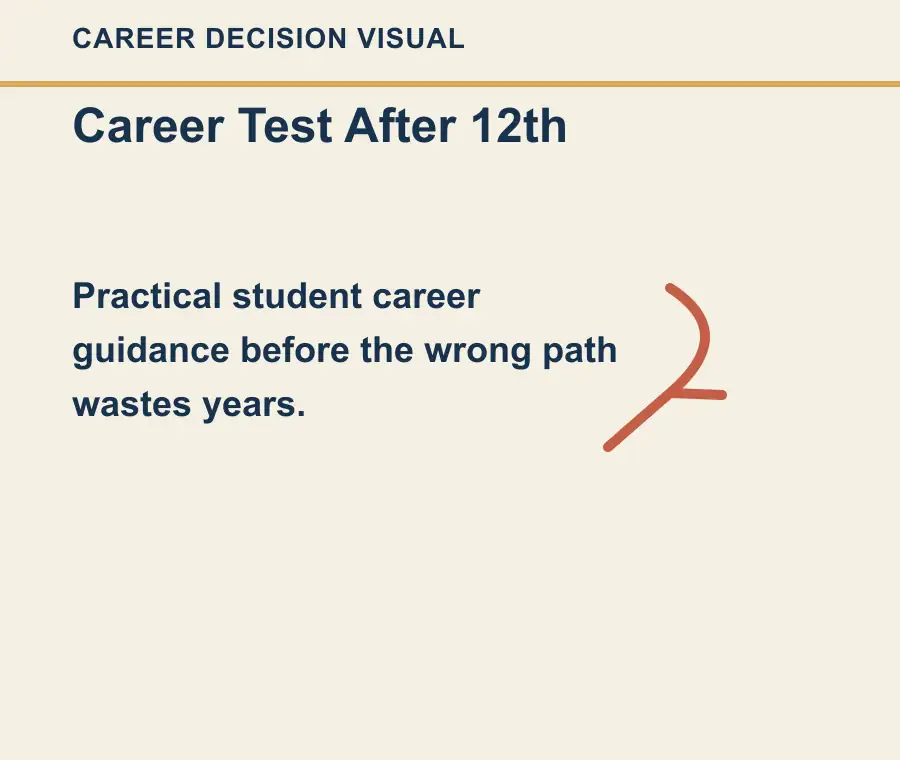 CAREER DECISION VISUAL
Career Test After 12th
Practical student career
guidance before the wrong path
wastes years.